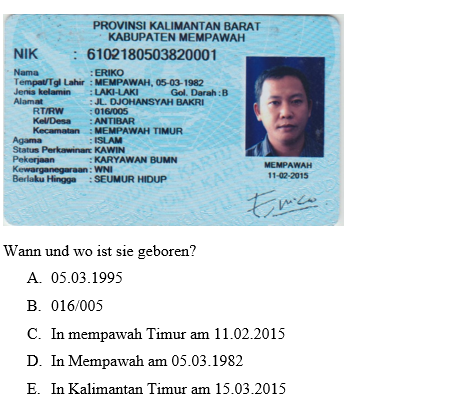 PROVINSI KALIMANTAN BARAT
KABUPATEN MEMPAWAH
NIK : 6102180503820001
Nama : ERIKO
Tempat/Tgl Lahir : MEMPAWAH, 05-03-1982
Jenis kelamin : LAKI-LAKI Gol. Darah : B
Alamat : JL. DJOHANSYAH BAKRI
RT/RW : 016/005
Kel/Desa : ANTIBAR
Kecamatan : MEMPAWAH TIMUR
Agama : ISLAM
Status Perkawinan: KAWIN
Pekerjaan : KARYAWAN BUMN
Kewarganegaraan : WNI
Berlaku Hingga : SEUMUR HIDUP
MEMPAWAH
11-02-2015
Wann und wo ist sie geboren?
A. 05.03.1995
B. 016/005
C. In mempawah Timur am 11.02.2015
D. In Mempawah am 05.03.1982
E. In Kalimantan Timur am 15.03.2015